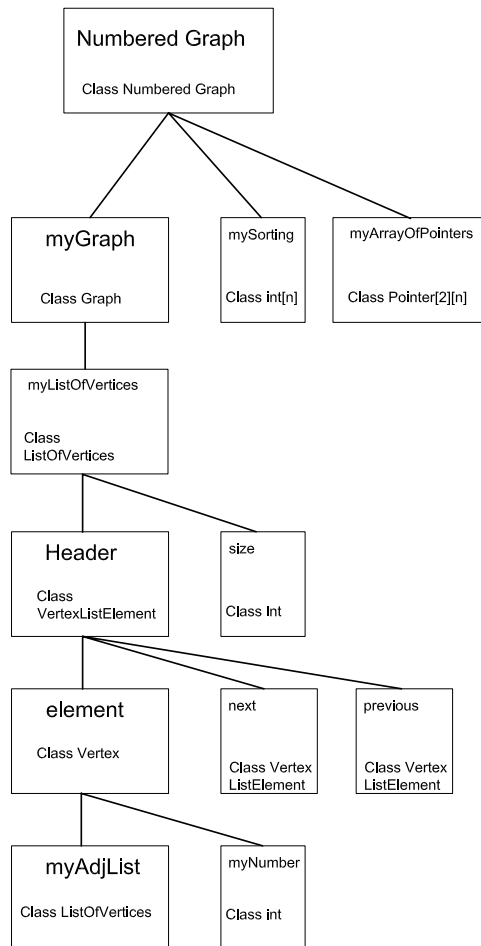 Numbered Graph
Class Numbered Graph
myGraph
Class Graph
mySorting
Class int[n]
myArrayOfPointers
Class Pointer[2][n]
myListOfVertices
Class
ListOfVertices
Header
Class
VertexListElement
size
Class Int
element
Class Vertex
next
Class Vertex
ListElement
previous
Class Vertex
ListElement
myAdjList
Class ListOfVertices
myNumber
Class int